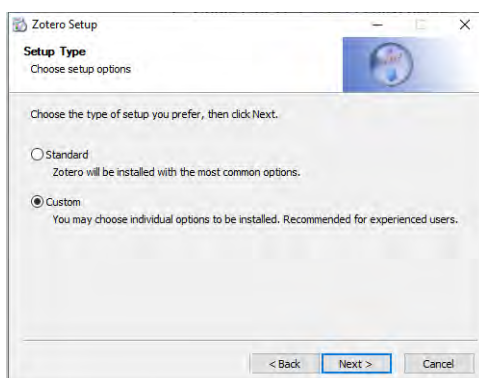 Zotero Setup
Setup Type
Choose setup options
Choose the type of setup you prefer, then click Next.
Standard
Zotero will be installed with the most common options.
Custom
You may choose individual options to be installed. Recommended for experienced users.
< Back Next > Cancel